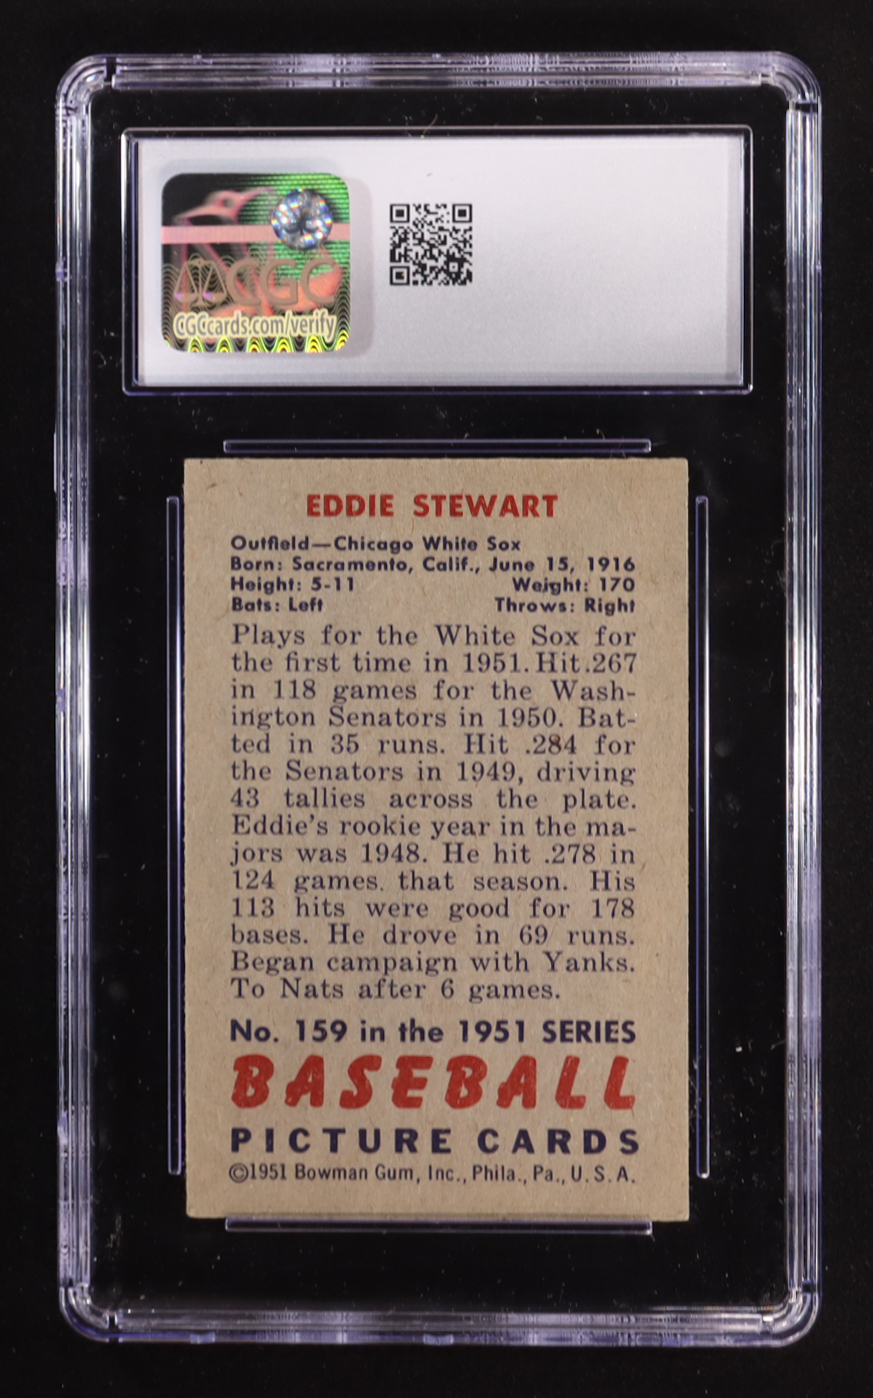 CGC
CGCcards.com/verify
EDDIE STEWART
Outfield—Chicago White Sox
Born: Sacramento, Calif., June 15, 1916
Height: 5-11 Weight: 170
Bats: Left Throws: Right
Plays for the White Sox for
the first time in 1951. Hit .267
in 118 games for the Wash-
ington Senators in 1950. Bat-
ted in 35 runs. Hit .284 for
the Senators in 1949, driving
43 tallies across the plate.
Eddie's rookie year in the ma-
jors was 1948. He hit .278 in
124 games. that season. His
113 hits were good for 178
bases. He drove in 69 runs.
Began campaign with Yanks.
To Nats after 6 games.
No. 159 in the 1951 SERIES
BASEBALL
PICTURE CARDS
©1951 Bowman Gum, Inc., Phila., Pa., U. S. A.